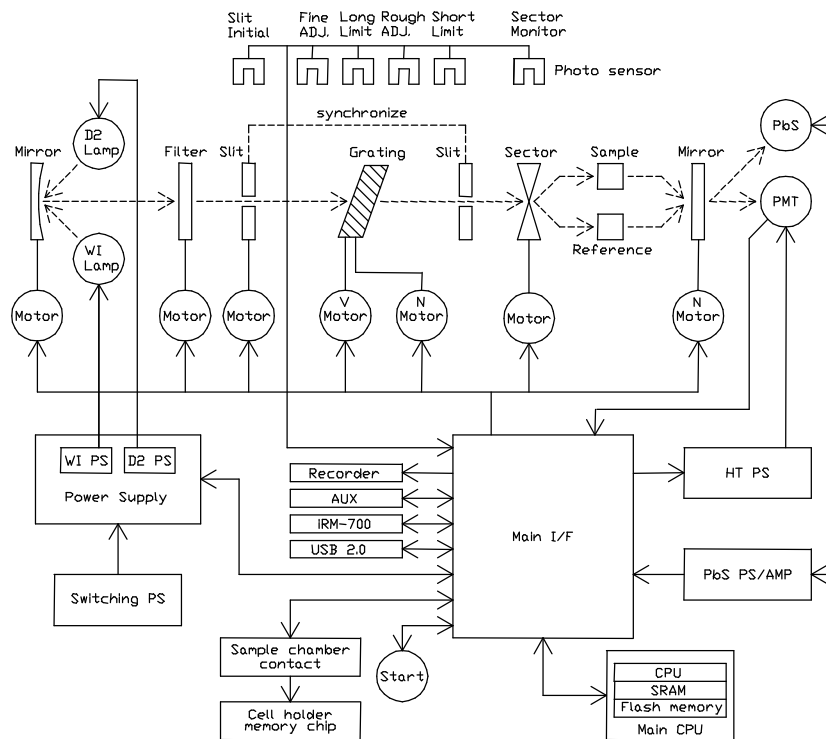 Slit Initial
Fine ADJ.
Long Limit
Rough ADJ.
Short Limit
Sector Monitor
Photo sensor
synchronize
D2 Lamp
PbS
Mirror
Filter
Slit
Grating
Slit
Sector
Sample
Mirror
PMT
WI Lamp
Reference
Motor
Motor
Motor
V Motor
N Motor
Motor
N Motor
WI PS
D2 PS
Power Supply
Recorder
AUX
IRM-700
USB 2.0
Main I/F
HT PS
PbS PS/AMP
Switching PS
Sample chamber
contact
Start
Cell holder
memory chip
CPU
SRAM
Flash memory
Main CPU